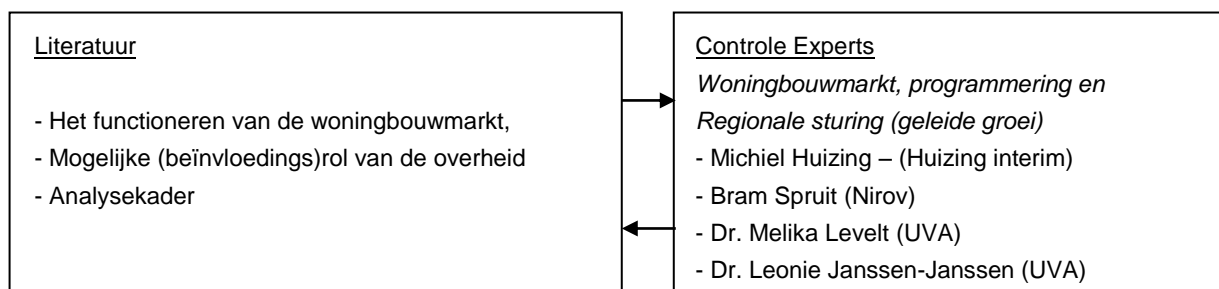 Literatuur
- Het functioneren van de woningbouwmarkt,
- Mogelijke (beïnvloedings)rol van de overheid
- Analysekader
Controle Experts
Woningbouwmarkt, programmering en
Regionale sturing (geleide groei)
- Michiel Huizing – (Huizing interim)
- Bram Spruit (Nirov)
- Dr. Melika Levelt (UVA)
- Dr. Leonie Janssen-Janssen (UVA)